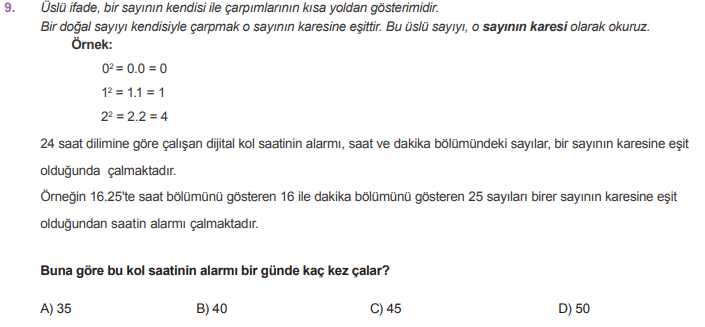 9. Üslü ifade, bir sayının kendisi ile çarpımlarının kısa yoldan gösterimidir.
Bir doğal sayıyı kendisiyle çarpmak o sayının karesine eşittir. Bu üslü sayıyı, o sayının karesi olarak okuruz.
Örnek:
0² = 0.0 = 0
1² = 1.1 = 1
2² = 2.2 = 4
24 saat dilimine göre çalışan dijital kol saatinin alarmı, saat ve dakika bölümündeki sayılar, bir sayının karesine eşit
olduğunda çalmaktadır.
Örneğin 16.25'te saat bölümünü gösteren 16 ile dakika bölümünü gösteren 25 sayıları birer sayının karesine eşit
olduğundan saatin alarmı çalmaktadır.
Buna göre bu kol saatinin alarmı bir günde kaç kez çalar?
A) 35 B) 40 C) 45 D) 50